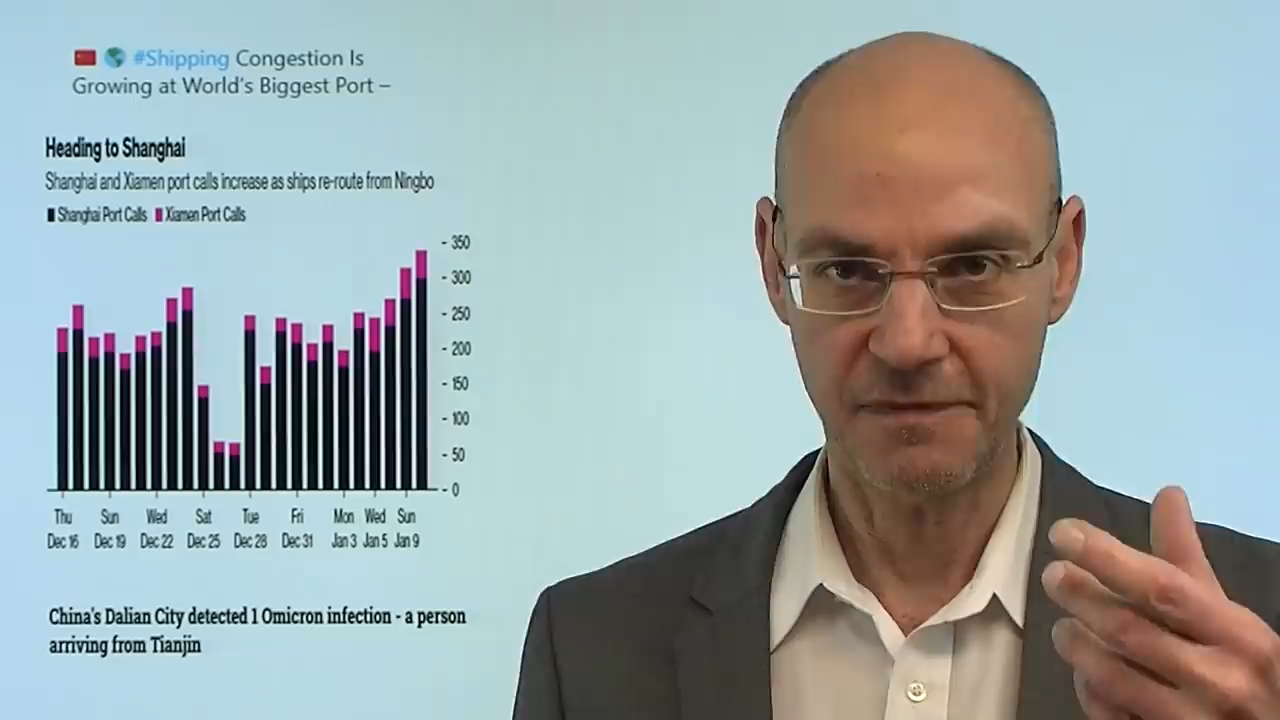 #Shipping Congestion Is
Growing at World's Biggest Port –
Heading to Shanghai
Shanghai and Xiamen port calls increase as ships re-route from Ningbo
Shanghai Port Calls Xiamen Port Calls
- 350
- 300
- 250
- 200
- 150
- 100
- 50
- 0
Thu Sun Wed Sat Tue Fri Mon Wed Sun
Dec 16 Dec 19 Dec 22 Dec 25 Dec 28 Dec 31 Jan 3 Jan 5 Jan 9
China's Dalian City detected 1 Omicron infection - a person
arriving from Tianjin